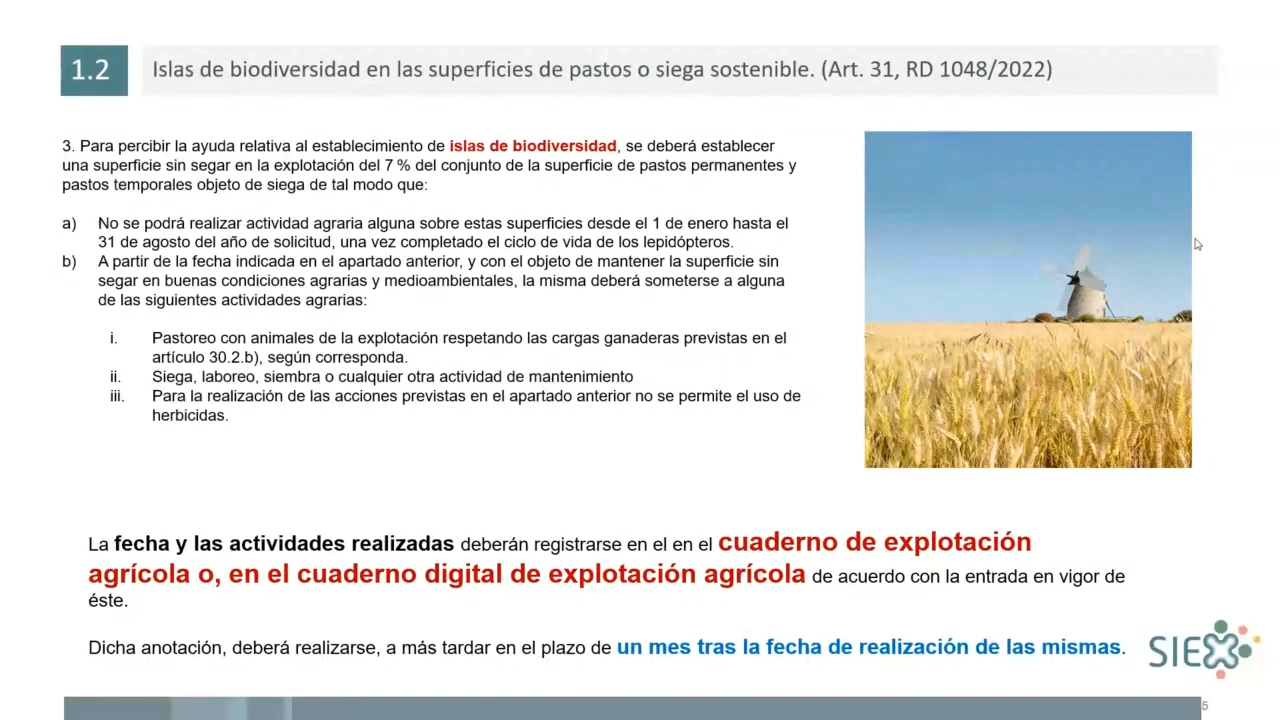 1.2
Islas de biodiversidad en las superficies de pastos o siega sostenible. (Art. 31, RD 1048/2022)
3. Para percibir la ayuda relativa al establecimiento de islas de biodiversidad, se deberá establecer
una superficie sin segar en la explotación del 7 % del conjunto de la superficie de pastos permanentes y
pastos temporales objeto de siega de tal modo que:
a) No se podrá realizar actividad agraria alguna sobre estas superficies desde el 1 de enero hasta el
31 de agosto del año de solicitud, una vez completado el ciclo de vida de los lepidópteros.
b) A partir de la fecha indicada en el apartado anterior, y con el objeto de mantener la superficie sin
segar en buenas condiciones agrarias y medioambientales, la misma deberá someterse a alguna
de las siguientes actividades agrarias:
i. Pastoreo con animales de la explotación respetando las cargas ganaderas previstas en el
artículo 30.2.b), según corresponda.
ii. Siega, laboreo, siembra o cualquier otra actividad de mantenimiento
iii. Para la realización de las acciones previstas en el apartado anterior no se permite el uso de
herbicidas.
La fecha y las actividades realizadas deberán registrarse en el en el cuaderno de explotación
agrícola o, en el cuaderno digital de explotación agrícola de acuerdo con la entrada en vigor de
éste.
Dicha anotación, deberá realizarse, a más tardar en el plazo de un mes tras la fecha de realización de las mismas.
SIEX
5